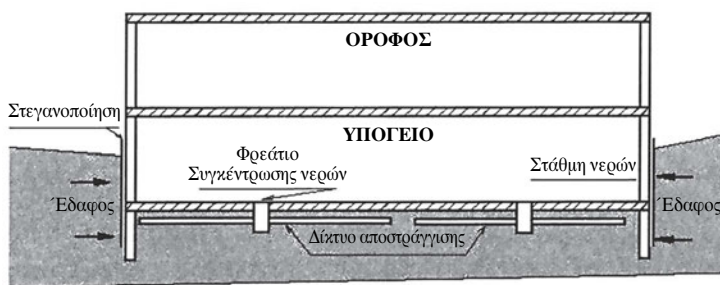 ΟΡΟΦΟΣ
Στεγανοποίηση
ΥΠΟΓΕΙΟ
Φρεάτιο
Συγκέντρωσης νερών
Στάθμη νερών
Έδαφος
Έδαφος
Δίκτυο αποστράγγισης